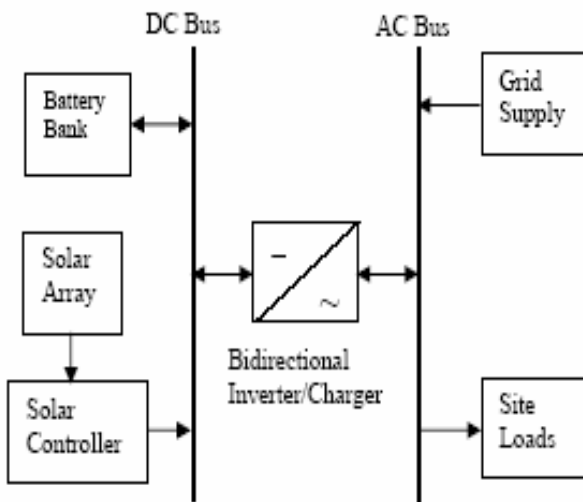 DC Bus
AC Bus
Battery
Bank
Grid
Supply
Solar
Array
–
~
Bidirectional
Inverter/Charger
Solar
Controller
Site
Loads